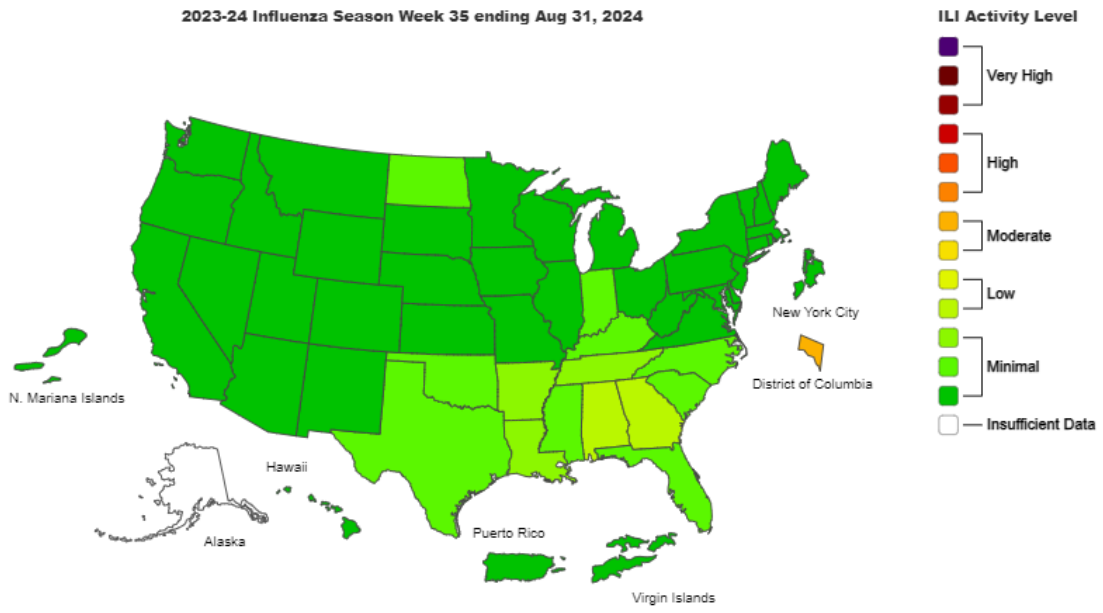 2023-24 Influenza Season Week 35 ending Aug 31, 2024
ILI Activity Level
Very High
High
Moderate
Low
Minimal
Insufficient Data
New York City
District of Columbia
N. Mariana Islands
Hawaii
Alaska
Puerto Rico
Virgin Islands